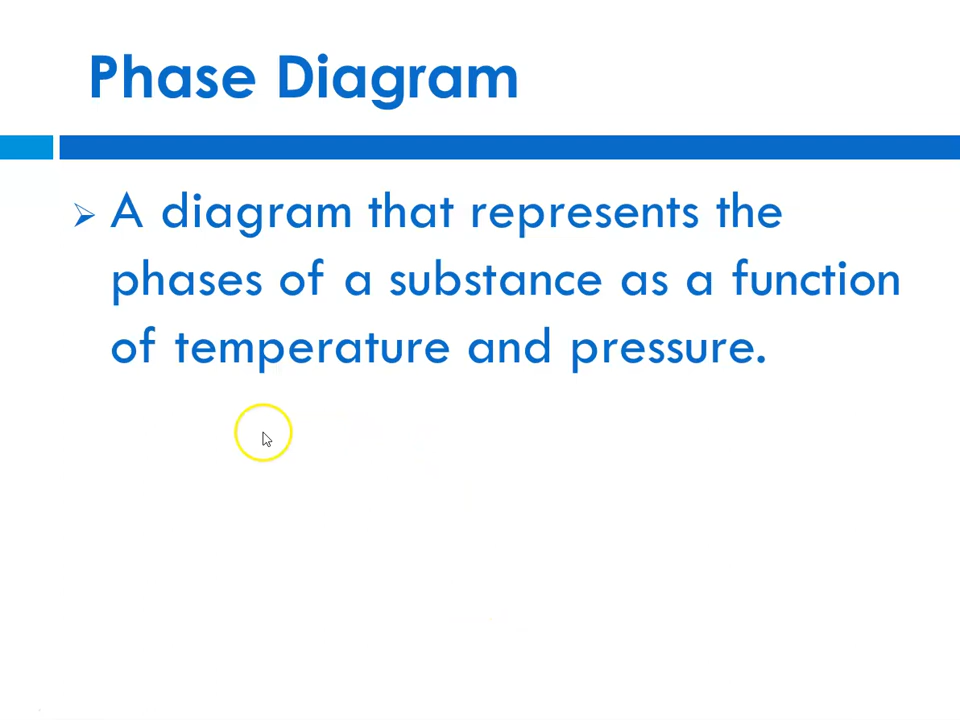 Phase Diagram
➢ A diagram that represents the
phases of a substance as a function
of temperature and pressure.